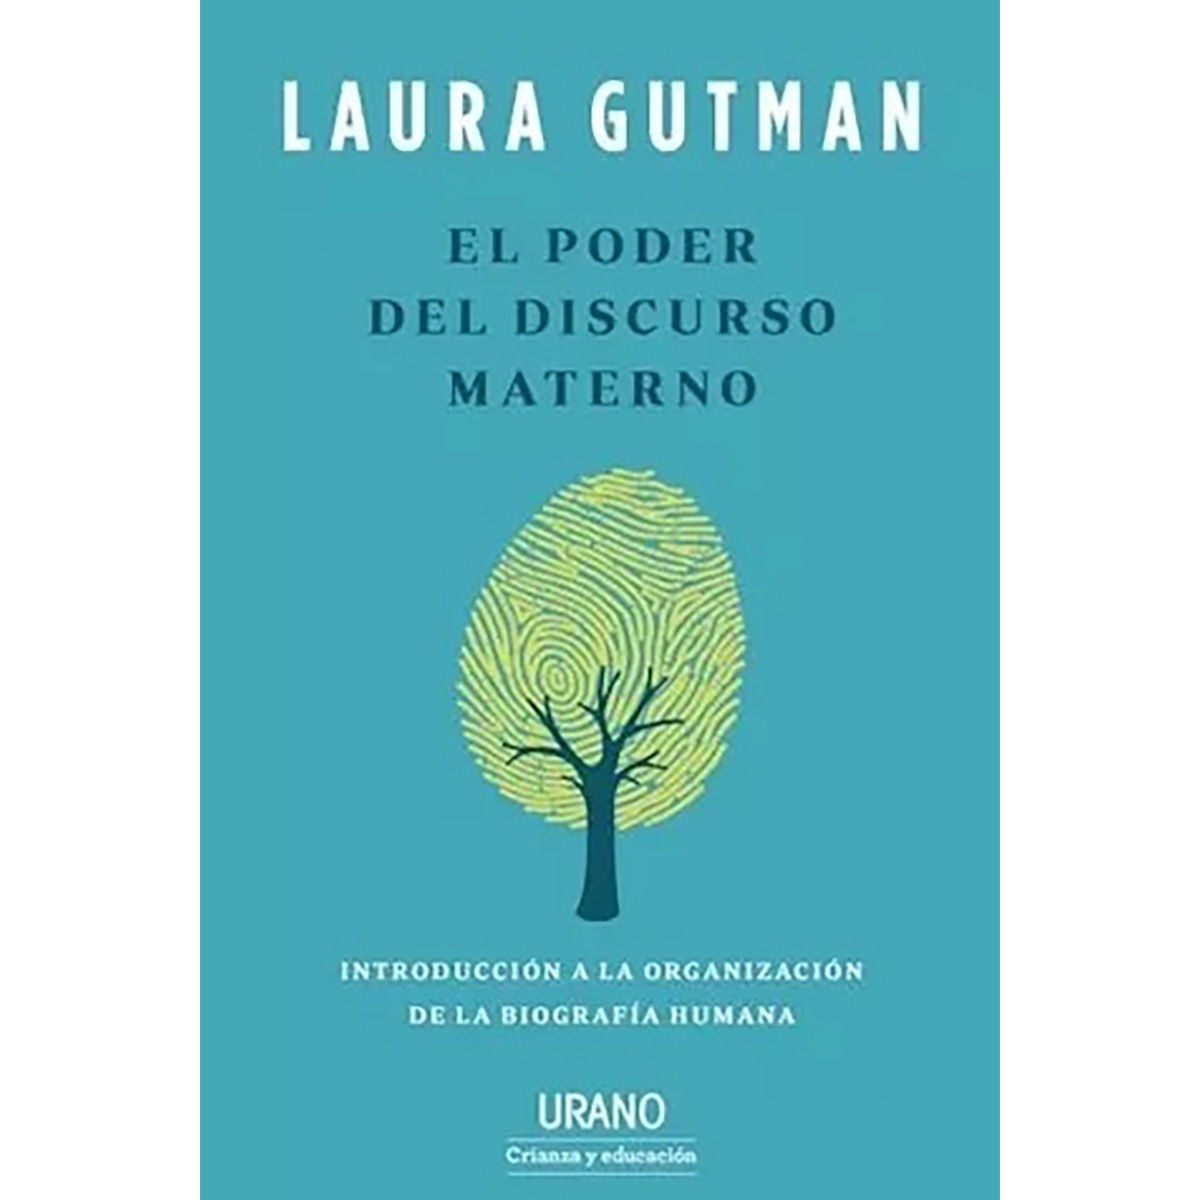 LAURA GUTMAN
EL PODER
DEL DISCURSO
MATERNO
INTRODUCCIÓN A LA ORGANIZACIÓN
DE LA BIOGRAFÍA HUMANA
URANO
Crianza y educación